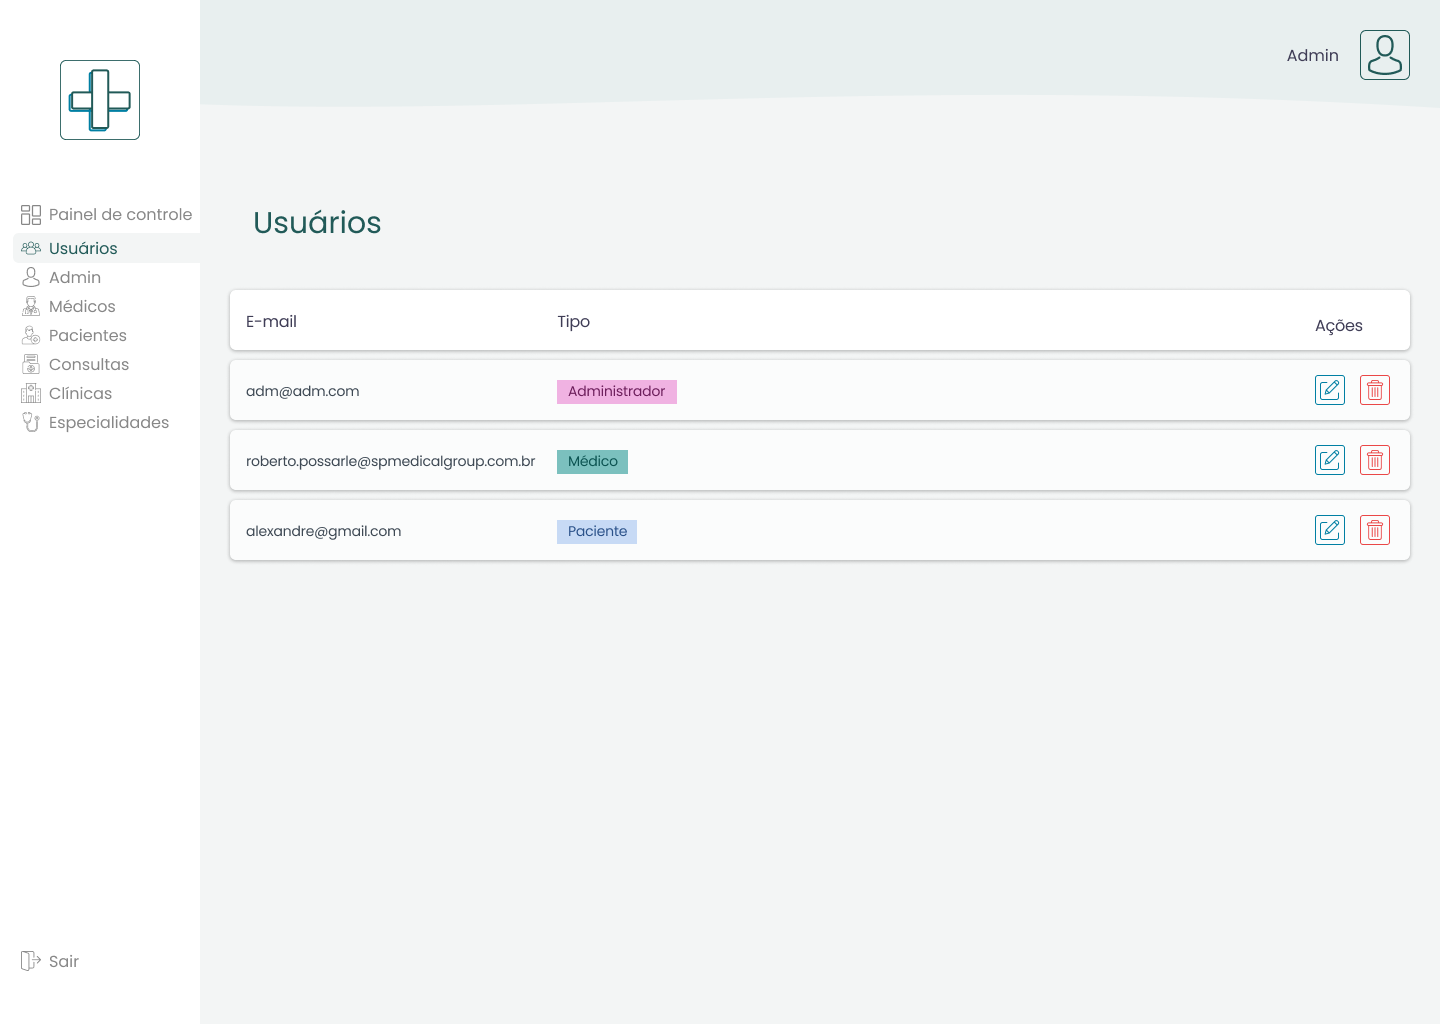 Admin
Painel de controle
Usuários
Admin
Médicos
Pacientes
Consultas
Clínicas
Especialidades
Sair
Usuários
E-mail Tipo Ações
adm@adm.com Administrador
roberto.possarle@spmedicalgroup.com.br Médico
alexandre@gmail.com Paciente